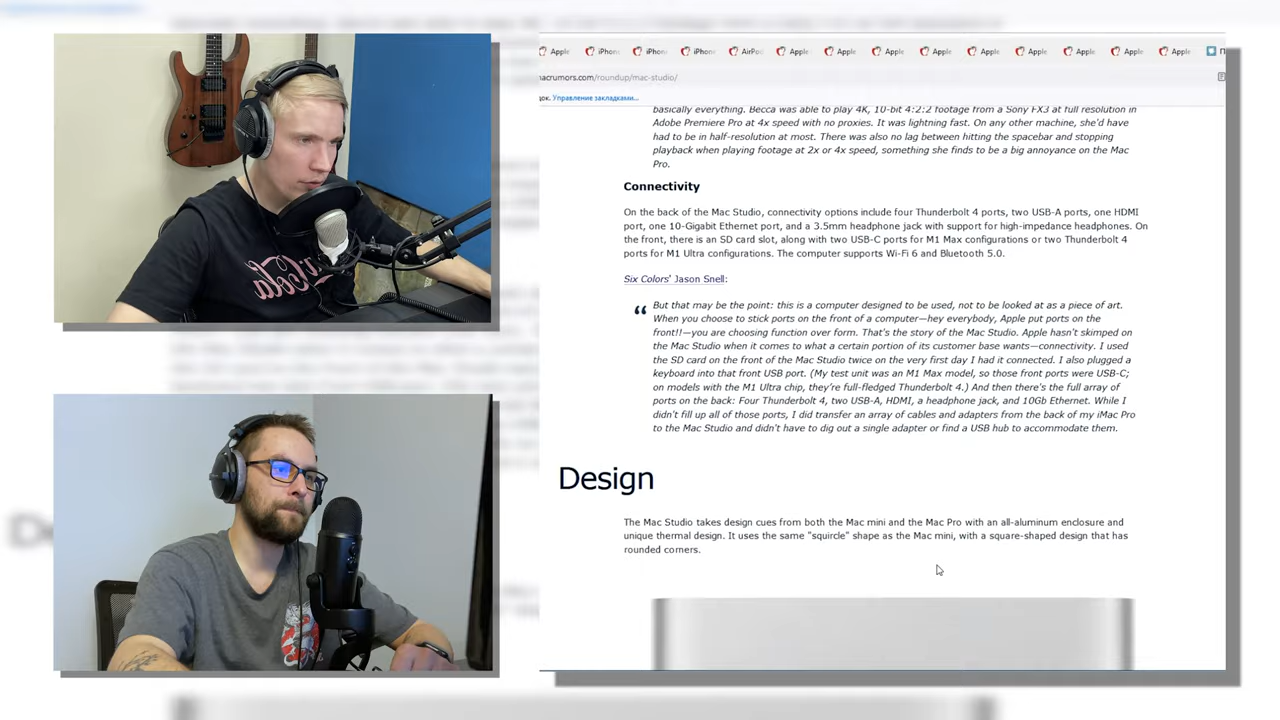 Apple
iPhon
iPhon
iPhon
AirPod
Apple
Apple
Apple
Apple
Apple
Apple
Apple
Apple
Apple
П
nacrumors.com/roundup/mac-studio/
док. Управление закладками...
basically everything. Becca was able to play 4K, 10-bit 4:2:2 footage from a Sony FX3 at full resolution in
Adobe Premiere Pro at 4x speed with no proxies. It was lightning fast. On any other machine, she'd have
had to be in half-resolution at most. There was also no lag between hitting the spacebar and stopping
playback when playing footage at 2x or 4x speed, something she finds to be a big annoyance on the Mac
Pro.
Connectivity
On the back of the Mac Studio, connectivity options include four Thunderbolt 4 ports, two USB-A ports, one HDMI
port, one 10-Gigabit Ethernet port, and a 3.5mm headphone jack with support for high-impedance headphones. On
the front, there is an SD card slot, along with two USB-C ports for M1 Max configurations or two Thunderbolt 4
ports for M1 Ultra configurations. The computer supports Wi-Fi 6 and Bluetooth 5.0.
Six Colors' Jason Snell:
“ But that may be the point: this is a computer designed to be used, not to be looked at as a piece of art.
When you choose to stick ports on the front of a computer—hey everybody, Apple put ports on the
front!!—you are choosing function over form. That's the story of the Mac Studio. Apple hasn't skimped on
the Mac Studio when it comes to what a certain portion of its customer base wants—connectivity. I used
the SD card on the front of the Mac Studio twice on the very first day I had it connected. I also plugged a
keyboard into that front USB port. (My test unit was an M1 Max model, so those front ports were USB-C;
on models with the M1 Ultra chip, they're full-fledged Thunderbolt 4.) And then there's the full array of
ports on the back: Four Thunderbolt 4, two USB-A, HDMI, a headphone jack, and 10Gb Ethernet. While I
didn't fill up all of those ports, I did transfer an array of cables and adapters from the back of my iMac Pro
to the Mac Studio and didn't have to dig out a single adapter or find a USB hub to accommodate them.
Design
The Mac Studio takes design cues from both the Mac mini and the Mac Pro with an all-aluminum enclosure and
unique thermal design. It uses the same "squircle" shape as the Mac mini, with a square-shaped design that has
rounded corners.